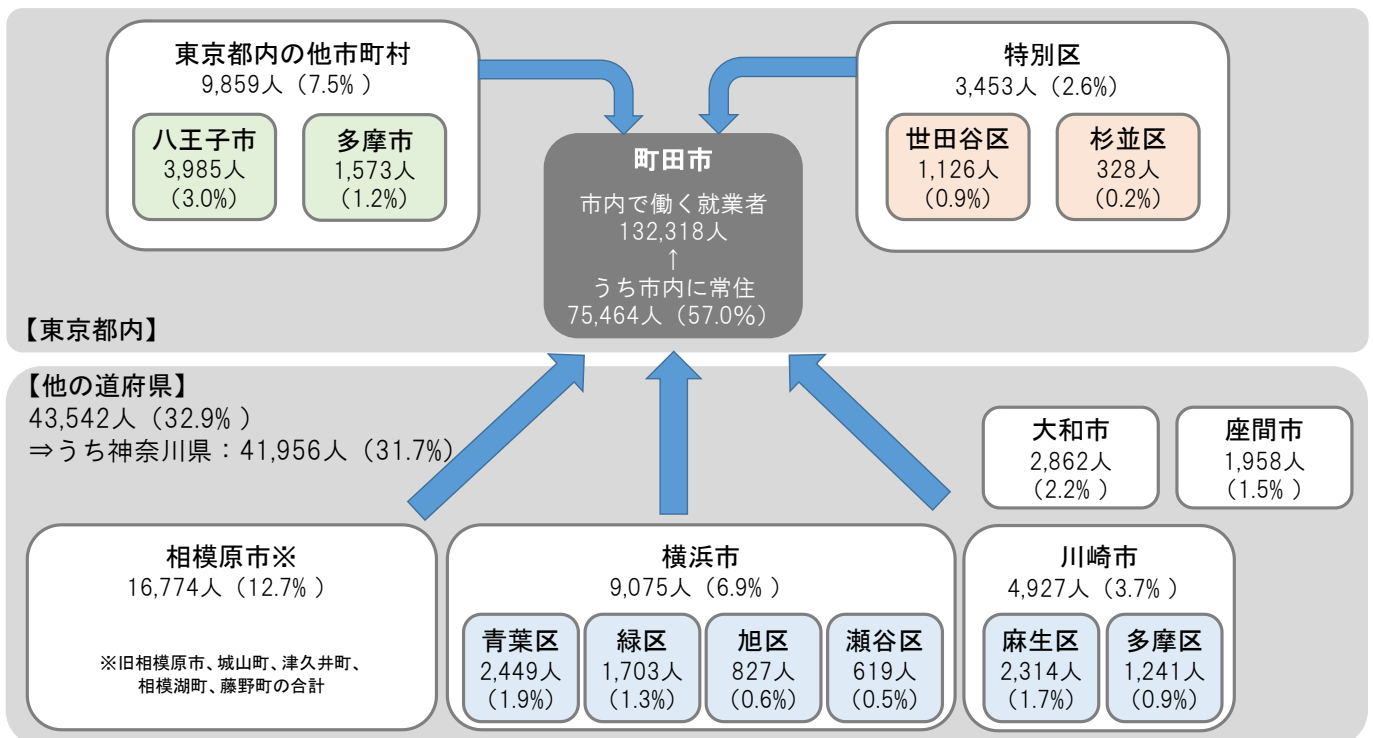 東京都内の他市町村
9,859人（7.5% ）
八王子市
3,985人
(3.0%)
多摩市
1,573人
(1.2%)
特別区
3,453人（2.6%）
世田谷区
1,126人
(0.9%)
杉並区
328人
(0.2%)
町田市
市内で働く就業者
132,318人
↑
うち市内に常住
75,464人（57.0%）
【東京都内】
【他の道府県】
43,542人（32.9% ）
⇒うち神奈川県：41,956人（31.7%）
大和市
2,862人
(2.2% )
座間市
1,958人
(1.5% )
相模原市※
16,774人（12.7% ）
※旧相模原市、城山町、津久井町、
相模湖町、藤野町の合計
横浜市
9,075人（6.9% ）
青葉区
2,449人
(1.9%)
緑区
1,703人
(1.3%)
旭区
827人
(0.6%)
瀬谷区
619人
(0.5%)
川崎市
4,927人（3.7% ）
麻生区
2,314人
(1.7%)
多摩区
1,241人
(0.9%)